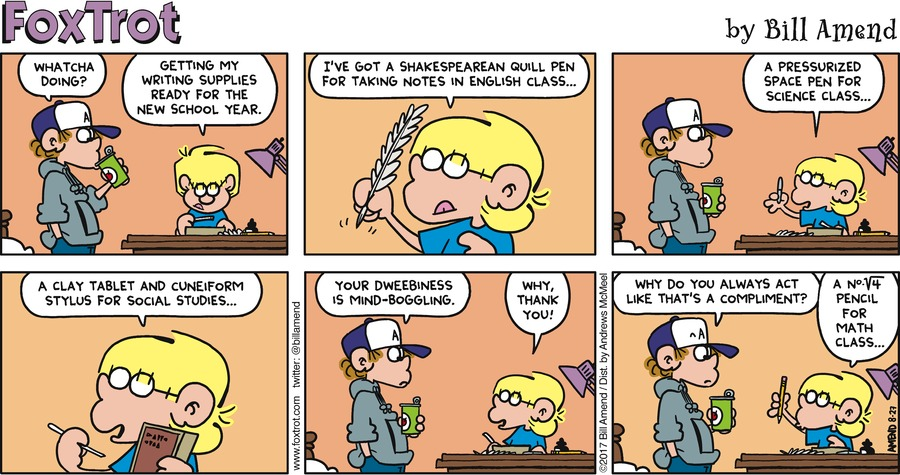 FOXTROT
by Bill Amend
WHATCHA
DOING?
GETTING MY
WRITING SUPPLIES
READY FOR THE
NEW SCHOOL YEAR.
A
I'VE GOT A SHAKESPEAREAN QUILL PEN
FOR TAKING NOTES IN ENGLISH CLASS...
A PRESSURIZED
SPACE PEN FOR
SCIENCE CLASS...
A
A CLAY TABLET AND CUNEIFORM
STYLUS FOR SOCIAL STUDIES...
www.foxtrot.com twitter: @billamend
YOUR DWEEBINESS
IS MIND-BOGGLING.
WHY,
THANK
YOU!
A
©2017 Bill Amend / Dist. by Andrews McMeel
WHY DO YOU ALWAYS ACT
LIKE THAT'S A COMPLIMENT?
A Nº √4
PENCIL
FOR
MATH
CLASS...
A
AMEND 8-27